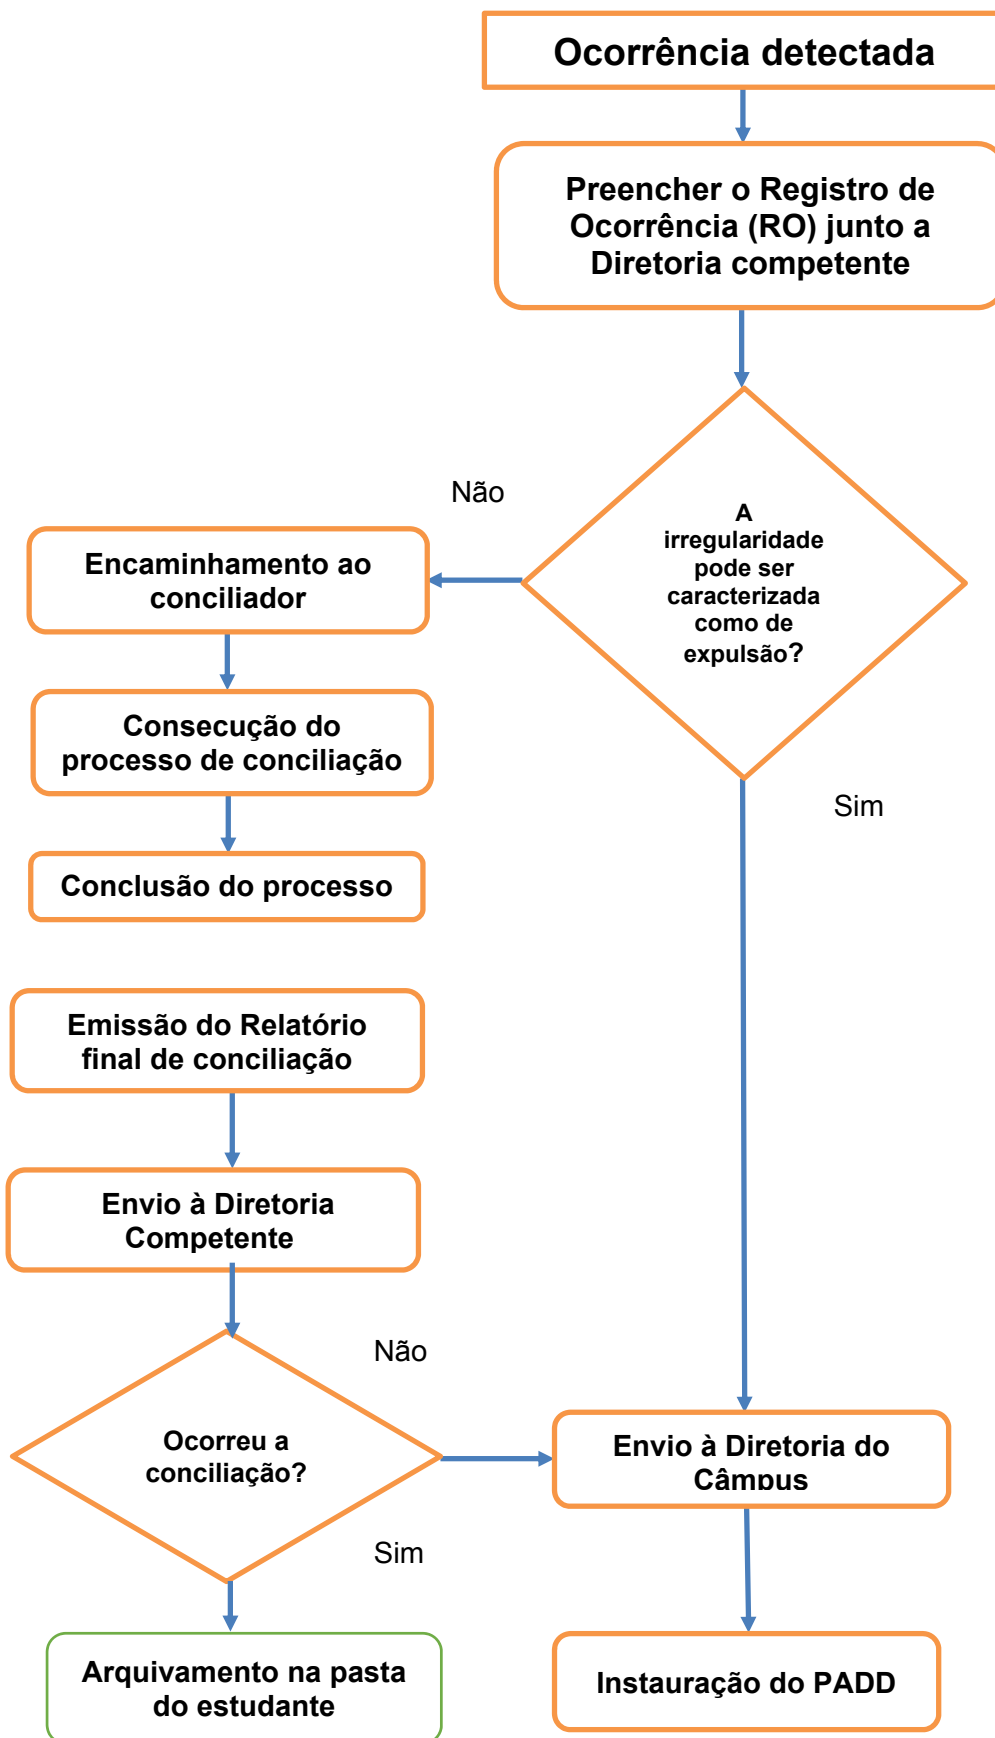 Ocorrência detectada
Preencher o Registro de
Ocorrência (RO) junto a
Diretoria competente
A
irregularidade
pode ser
caracterizada
como de
expulsão?
Não
Encaminhamento ao
conciliador
Consecução do
processo de conciliação
Sim
Conclusão do processo
Emissão do Relatório
final de conciliação
Envio à Diretoria
Competente
Não
Ocorreu a
conciliação?
Envio à Diretoria do
Câmpus
Sim
Arquivamento na pasta
do estudante
Instauração do PADD